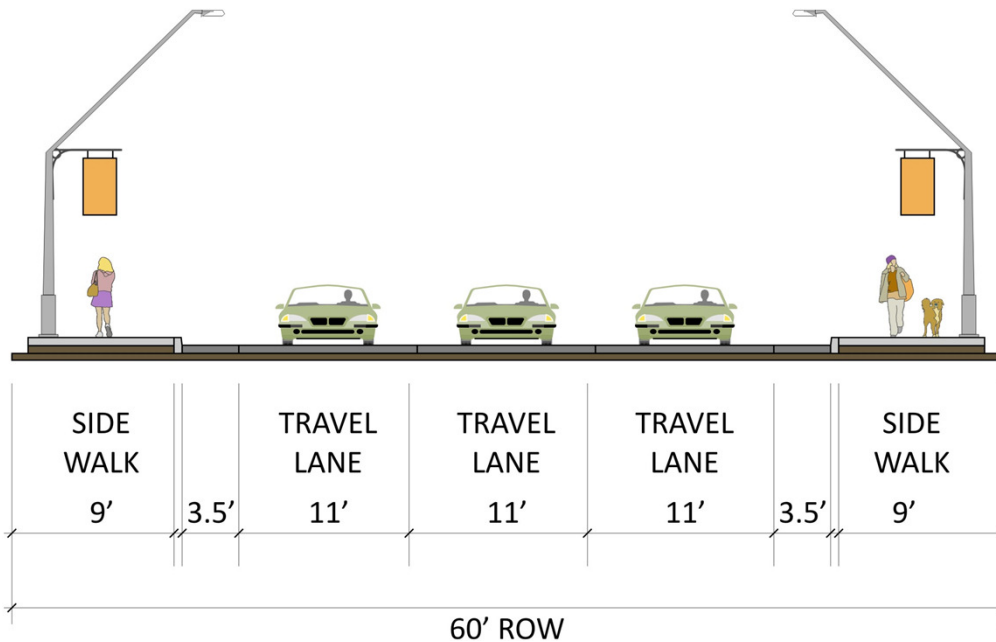 SIDE
WALK
9’
3.5’
TRAVEL
LANE
11’
TRAVEL
LANE
11’
TRAVEL
LANE
11’
3.5’
SIDE
WALK
9’
60’ ROW